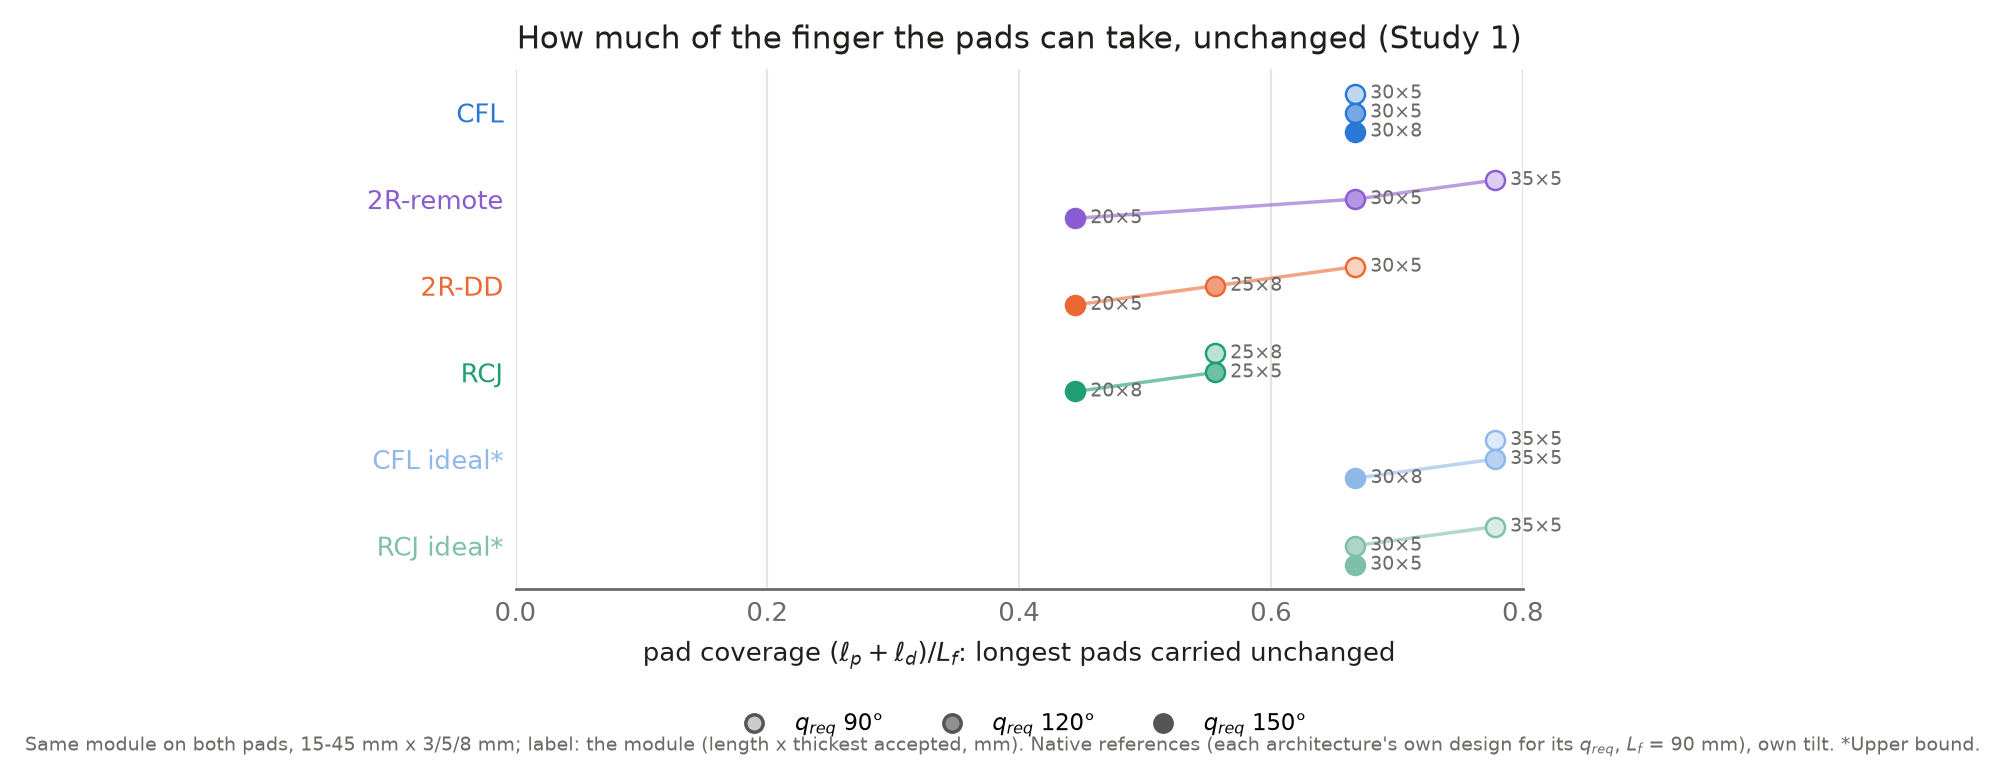 How much of the finger the pads can take, unchanged (Study 1)
CFL
30×5
30×5
30×8
2R-remote
35×5
30×5
20×5
2R-DD
30×5
25×8
20×5
RCJ
25×8
25×5
20×8
CFL ideal*
35×5
35×5
30×8
RCJ ideal*
35×5
30×5
30×5
0.0 0.2 0.4 0.6 0.8
pad coverage (ℓp + ℓd)/Lf: longest pads carried unchanged
qreq 90° qreq 120° qreq 150°
Same module on both pads, 15-45 mm x 3/5/8 mm; label: the module (length x thickest accepted, mm). Native references (each architecture's own design for its qreq, Lf = 90 mm), own tilt. *Upper bound.